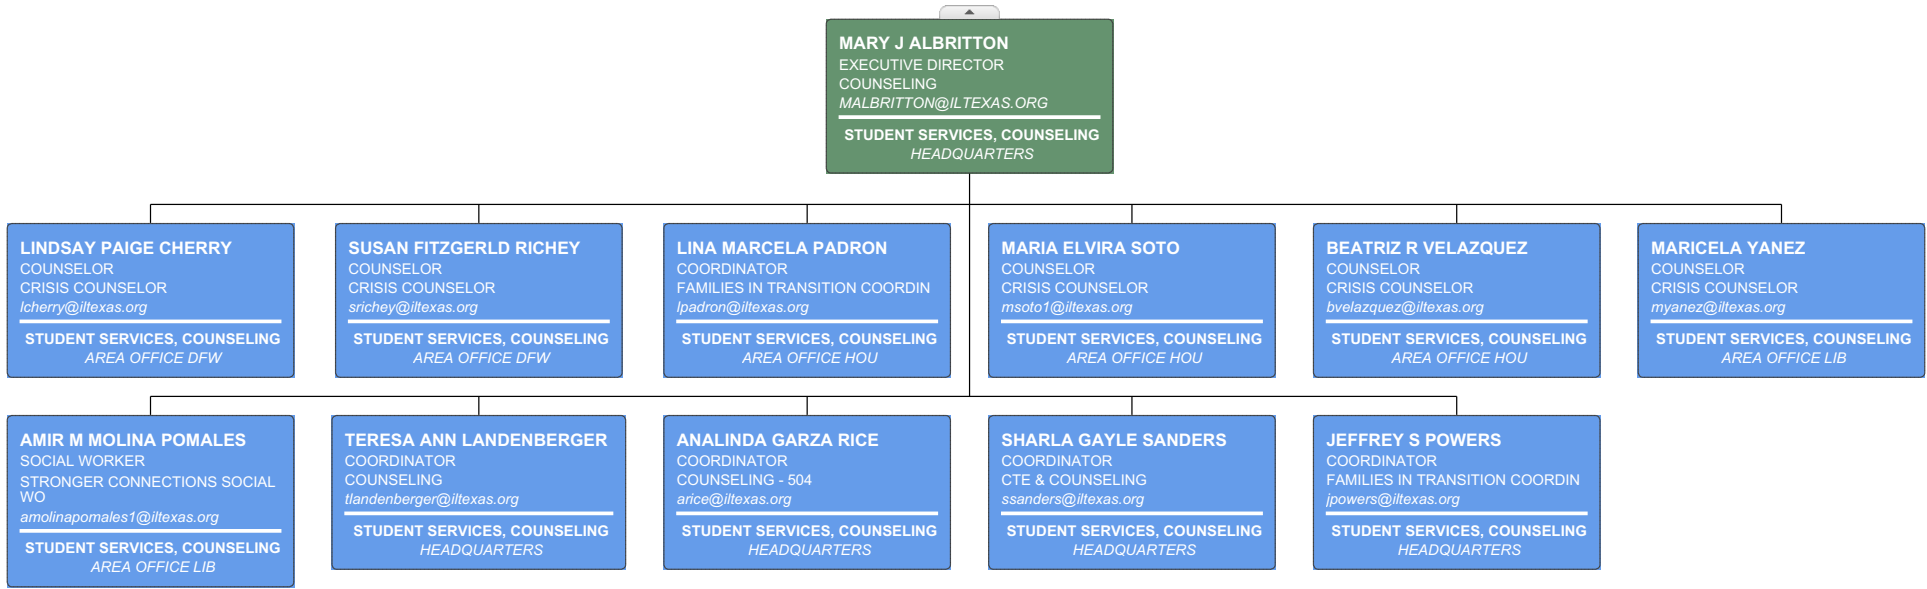 MARY J ALBRITTON
EXECUTIVE DIRECTOR
COUNSELING
MALBRITTON@ILTEXAS.ORG
STUDENT SERVICES, COUNSELING
HEADQUARTERS
LINDSAY PAIGE CHERRY
COUNSELOR
CRISIS COUNSELOR
lcherry@iltexas.org
STUDENT SERVICES, COUNSELING
AREA OFFICE DFW
SUSAN FITZGERLD RICHEY
COUNSELOR
CRISIS COUNSELOR
srichey@iltexas.org
STUDENT SERVICES, COUNSELING
AREA OFFICE DFW
LINA MARCELA PADRON
COORDINATOR
FAMILIES IN TRANSITION COORDIN
lpadron@iltexas.org
STUDENT SERVICES, COUNSELING
AREA OFFICE HOU
MARIA ELVIRA SOTO
COUNSELOR
CRISIS COUNSELOR
msoto1@iltexas.org
STUDENT SERVICES, COUNSELING
AREA OFFICE HOU
BEATRIZ R VELAZQUEZ
COUNSELOR
CRISIS COUNSELOR
bvelazquez@iltexas.org
STUDENT SERVICES, COUNSELING
AREA OFFICE HOU
MARICELA YANEZ
COUNSELOR
CRISIS COUNSELOR
myanez@iltexas.org
STUDENT SERVICES, COUNSELING
AREA OFFICE LIB
AMIR M MOLINA POMALES
SOCIAL WORKER
STRONGER CONNECTIONS SOCIAL
WO
amolinapomales1@iltexas.org
STUDENT SERVICES, COUNSELING
AREA OFFICE LIB
TERESA ANN LANDENBERGER
COORDINATOR
COUNSELING
tlandenberger@iltexas.org
STUDENT SERVICES, COUNSELING
HEADQUARTERS
ANALINDA GARZA RICE
COORDINATOR
COUNSELING - 504
arice@iltexas.org
STUDENT SERVICES, COUNSELING
HEADQUARTERS
SHARLA GAYLE SANDERS
COORDINATOR
CTE & COUNSELING
ssanders@iltexas.org
STUDENT SERVICES, COUNSELING
HEADQUARTERS
JEFFREY S POWERS
COORDINATOR
FAMILIES IN TRANSITION COORDIN
jpowers@iltexas.org
STUDENT SERVICES, COUNSELING
HEADQUARTERS